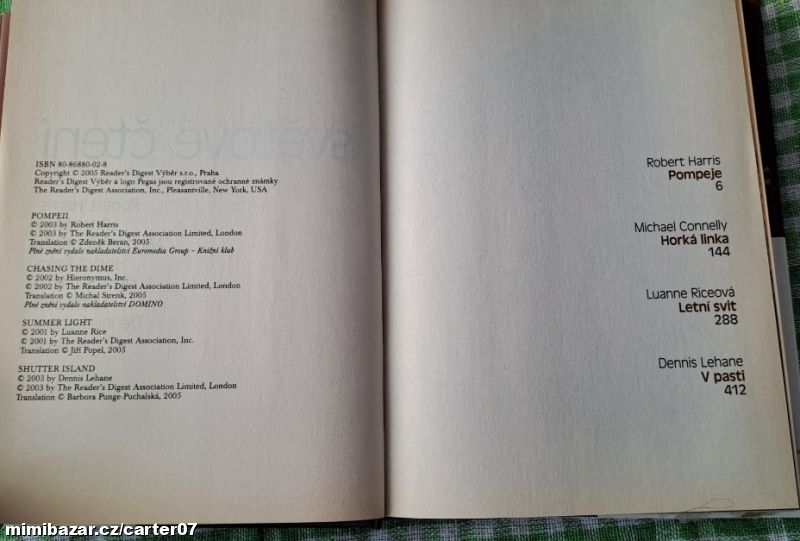 ISBN 80-86880-02-8
Copyright © 2005 Reader's Digest Výběr s.r.o., Praha
Reader's Digest Výběr a logo Pegas jsou registrované ochranné známky
The Reader's Digest Association, Inc., Pleasantville, New York, USA
POMPEII
© 2003 by Robert Harris
© 2003 by The Reader's Digest Association Limited, London
Translation © Zdeněk Beran, 2005
Plné znění vydalo nakladatelství Euromedia Group – Knižní klub
CHASING THE DIME
© 2002 by Hieronymus, Inc.
© 2002 by The Reader's Digest Association Limited, London
Translation © Michal Strenk, 2005
Plné znění vydalo nakladatelství DOMINO
SUMMER LIGHT
© 2001 by Luanne Rice
© 2001 by The Reader's Digest Association, Inc.
Translation © Jiří Popel, 2005
SHUTTER ISLAND
© 2003 by Dennis Lehane
© 2003 by The Reader's Digest Association Limited, London
Translation © Barbora Punge-Puchalská, 2005
Robert Harris
Pompeje
6
Michael Connelly
Horká linka
144
Luanne Riceová
Letní svit
288
Dennis Lehane
V pasti
412
mimibazar.cz/carter07